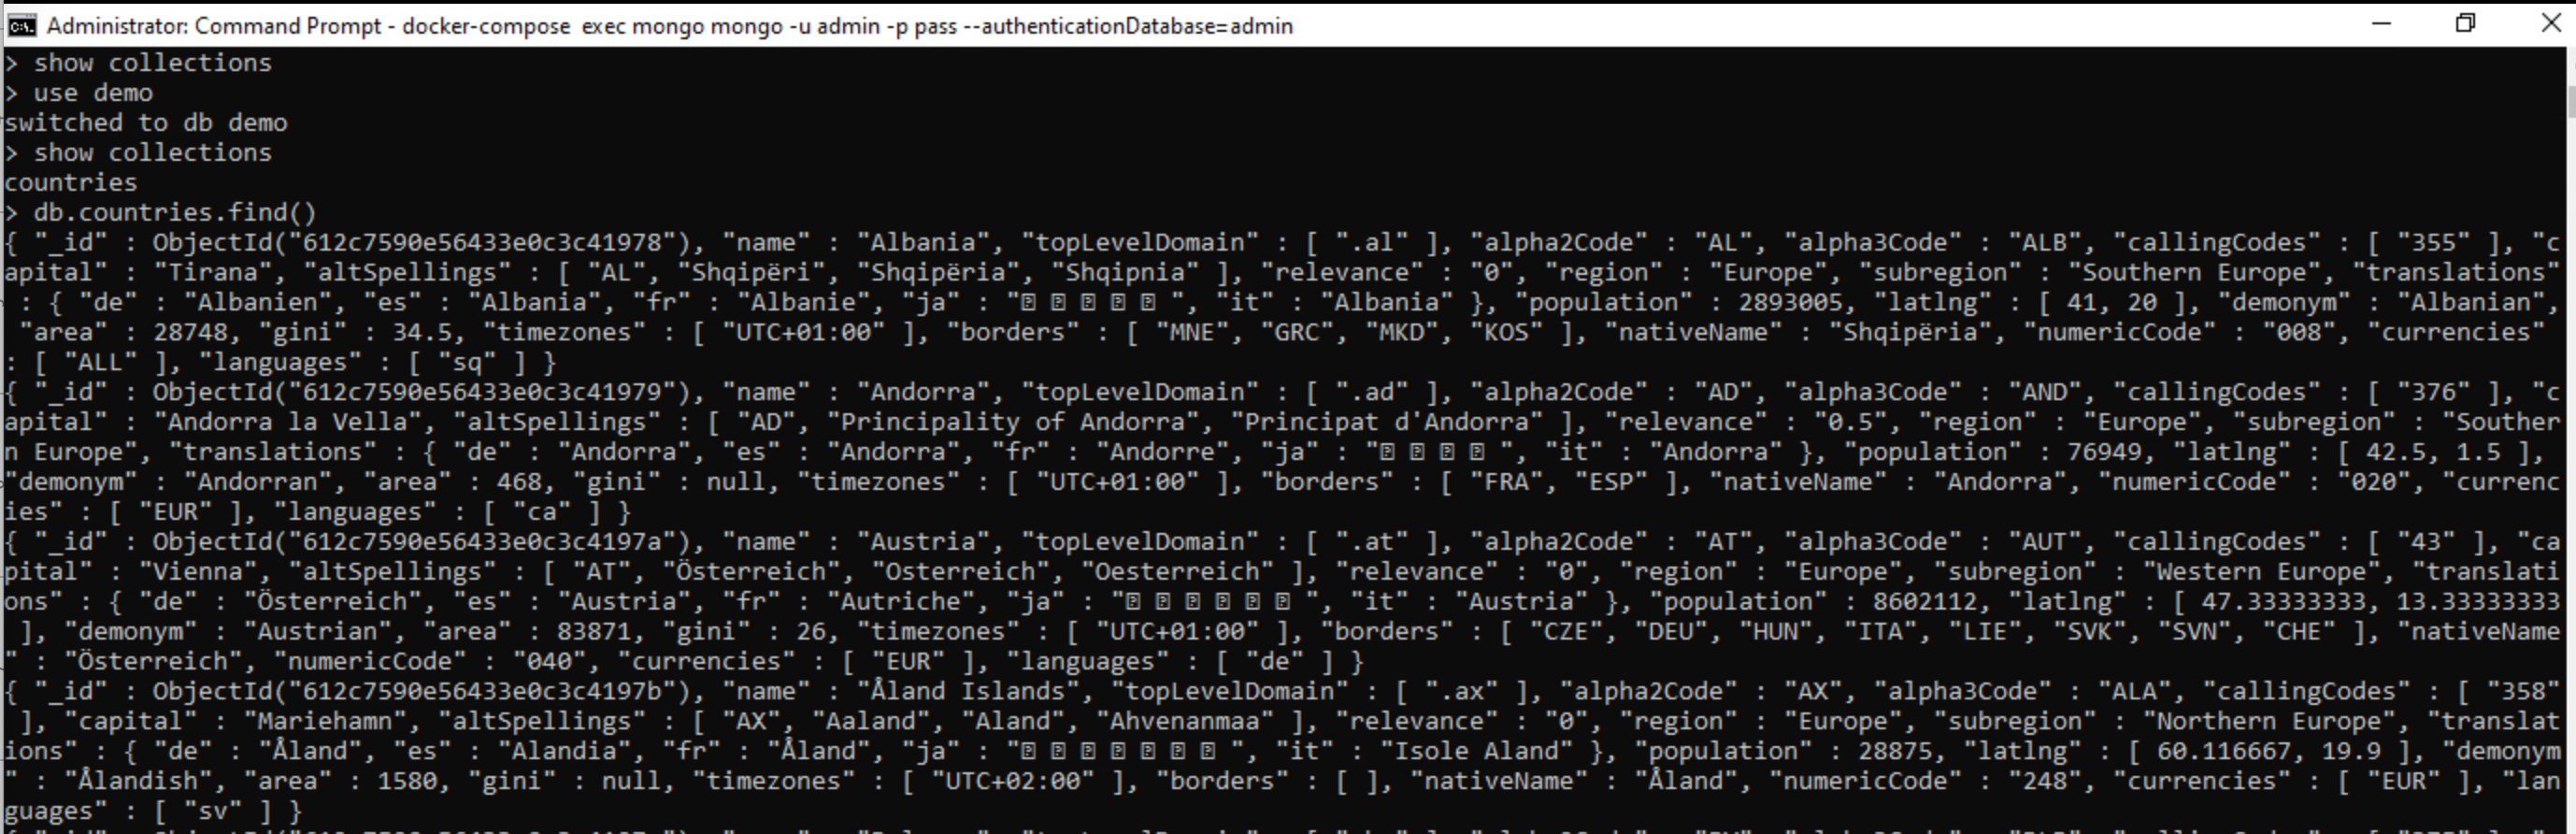 Administrator: Command Prompt - docker-compose  exec mongo mongo -u admin -p pass --authenticationDatabase=admin
> show collections
> use demo
switched to db demo
> show collections
countries
> db.countries.find()
{ "_id" : ObjectId("612c7590e56433e0c3c41978"), "name" : "Albania", "topLevelDomain" : [ ".al" ], "alpha2Code" : "AL", "alpha3Code" : "ALB", "callingCodes" : [ "355" ], "c
apital" : "Tirana", "altSpellings" : [ "AL", "Shqipëri", "Shqipëria", "Shqipnia" ], "relevance" : "0", "region" : "Europe", "subregion" : "Southern Europe", "translations"
 : { "de" : "Albanien", "es" : "Albania", "fr" : "Albanie", "ja" : "", "it" : "Albania" }, "population" : 2893005, "latlng" : [ 41, 20 ], "demonym" : "Albanian",
 "area" : 28748, "gini" : 34.5, "timezones" : [ "UTC+01:00" ], "borders" : [ "MNE", "GRC", "MKD", "KOS" ], "nativeName" : "Shqipëria", "numericCode" : "008", "currencies"
: [ "ALL" ], "languages" : [ "sq" ] }
{ "_id" : ObjectId("612c7590e56433e0c3c41979"), "name" : "Andorra", "topLevelDomain" : [ ".ad" ], "alpha2Code" : "AD", "alpha3Code" : "AND", "callingCodes" : [ "376" ], "c
apital" : "Andorra la Vella", "altSpellings" : [ "AD", "Principality of Andorra", "Principat d'Andorra" ], "relevance" : "0.5", "region" : "Europe", "subregion" : "Souther
n Europe", "translations" : { "de" : "Andorra", "es" : "Andorra", "fr" : "Andorre", "ja" : "", "it" : "Andorra" }, "population" : 76949, "latlng" : [ 42.5, 1.5 ],
"demonym" : "Andorran", "area" : 468, "gini" : null, "timezones" : [ "UTC+01:00" ], "borders" : [ "FRA", "ESP" ], "nativeName" : "Andorra", "numericCode" : "020", "currenc
ies" : [ "EUR" ], "languages" : [ "ca" ] }
{ "_id" : ObjectId("612c7590e56433e0c3c4197a"), "name" : "Austria", "topLevelDomain" : [ ".at" ], "alpha2Code" : "AT", "alpha3Code" : "AUT", "callingCodes" : [ "43" ], "ca
pital" : "Vienna", "altSpellings" : [ "AT", "Österreich", "Osterreich", "Oesterreich" ], "relevance" : "0", "region" : "Europe", "subregion" : "Western Europe", "translati
ons" : { "de" : "Österreich", "es" : "Austria", "fr" : "Autriche", "ja" : "", "it" : "Austria" }, "population" : 8602112, "latlng" : [ 47.33333333, 13.33333333
 ], "demonym" : "Austrian", "area" : 83871, "gini" : 26, "timezones" : [ "UTC+01:00" ], "borders" : [ "CZE", "DEU", "HUN", "ITA", "LIE", "SVK", "SVN", "CHE" ], "nativeName
" : "Österreich", "numericCode" : "040", "currencies" : [ "EUR" ], "languages" : [ "de" ] }
{ "_id" : ObjectId("612c7590e56433e0c3c4197b"), "name" : "Åland Islands", "topLevelDomain" : [ ".ax" ], "alpha2Code" : "AX", "alpha3Code" : "ALA", "callingCodes" : [ "358"
 ], "capital" : "Mariehamn", "altSpellings" : [ "AX", "Aaland", "Aland", "Ahvenanmaa" ], "relevance" : "0", "region" : "Europe", "subregion" : "Northern Europe", "translat
ions" : { "de" : "Åland", "es" : "Alandia", "fr" : "Åland", "ja" : "", "it" : "Isole Aland" }, "population" : 28875, "latlng" : [ 60.116667, 19.9 ], "demonym
" : "Ålandish", "area" : 1580, "gini" : null, "timezones" : [ "UTC+02:00" ], "borders" : [ ], "nativeName" : "Åland", "numericCode" : "248", "currencies" : [ "EUR" ], "lan
guages" : [ "sv" ] }